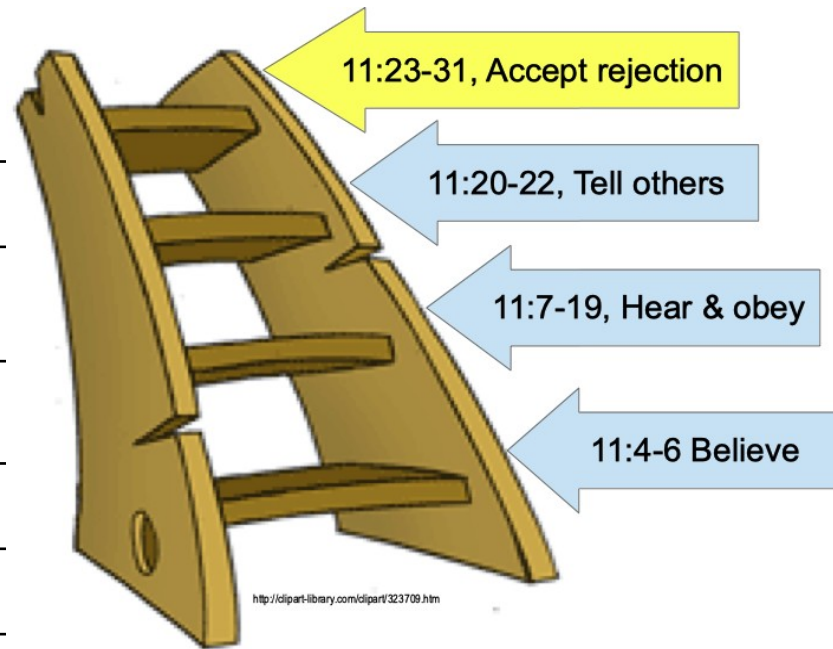 11:23-31, Accept rejection
11:20-22, Tell others
11:7-19, Hear & obey
11:4-6 Believe
http://clipart-library.com/clipart/323709.htm